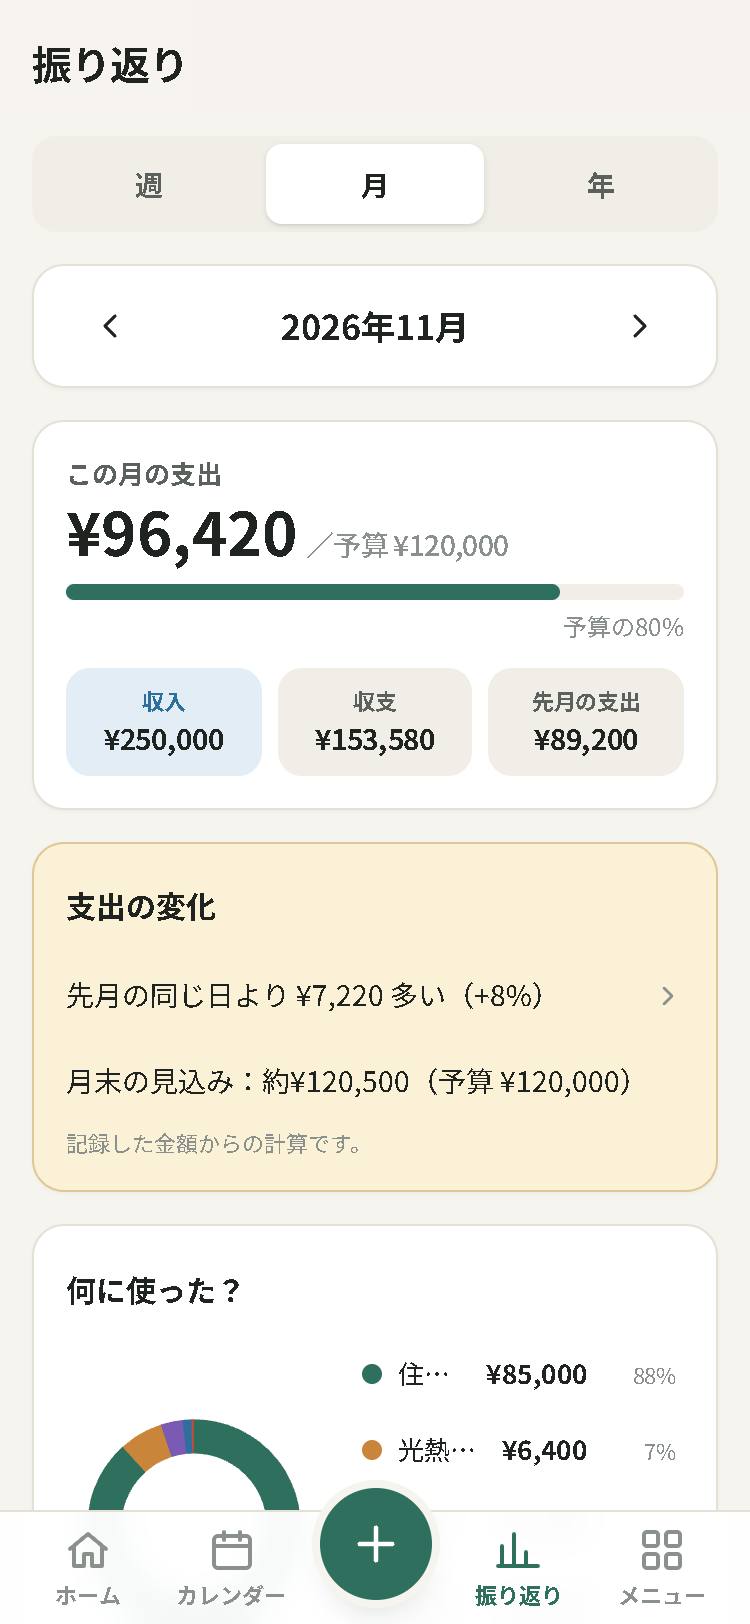 振り返り
週 月 年
2026年11月
この月の支出
¥96,420 ／予算 ¥120,000
予算の80%
収入 収支 先月の支出
¥250,000 ¥153,580 ¥89,200
支出の変化
先月の同じ日より ¥7,220 多い（+8%）
月末の見込み：約¥120,500（予算 ¥120,000）
記録した金額からの計算です。
何に使った？
住… ¥85,000 88%
光熱… ¥6,400 7%
ホーム カレンダー 振り返り メニュー